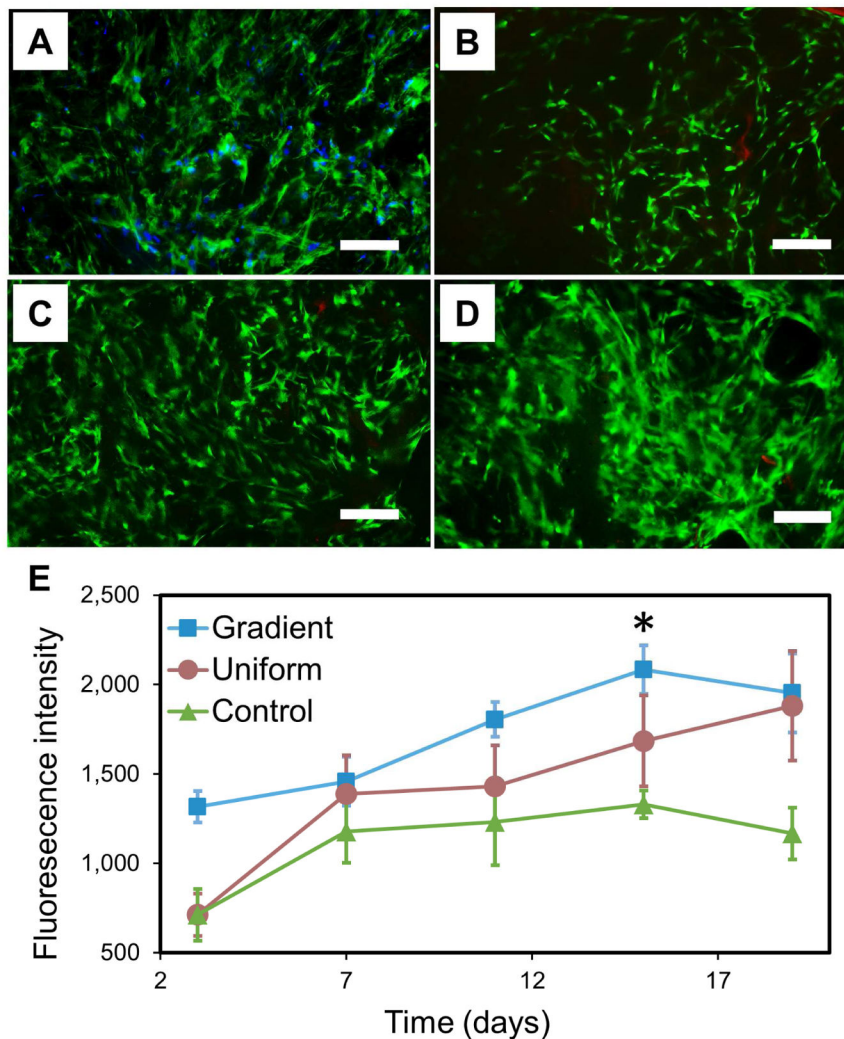 A
B
C
D
E
2,500
2,000
1,500
1,000
500
Fluoresecence intensity
Gradient
Uniform
Control
*
2
7
12
17
Time (days)